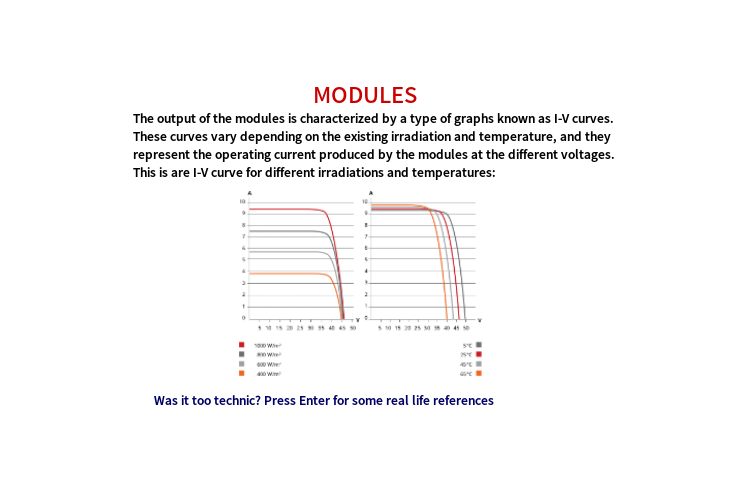 MODULES
The output of the modules is characterized by a type of graphs known as I-V curves.
These curves vary depending on the existing irradiation and temperature, and they
represent the operating current produced by the modules at the different voltages.
This is are I-V curve for different irradiations and temperatures:
A A
10 10
9 9
8 8
7 7
6 6
5 5
4 4
3 3
2 2
1 1
0 0
V V
5 10 15 20 25 30 35 40 45 50 5 10 15 20 25 30 35 40 45 50
1000 W/m² 5°C
800 W/m² 25°C
600 W/m² 45°C
400 W/m² 65°C
Was it too technic? Press Enter for some real life references